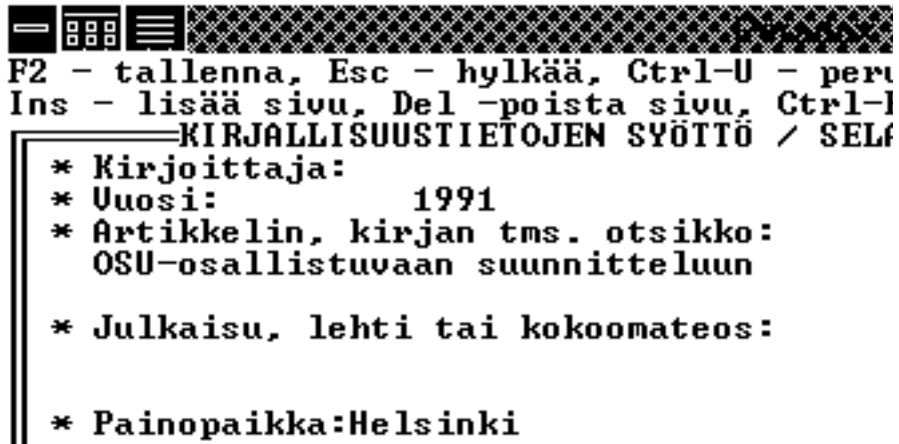 F2 - tallenna, Esc - hylkää, Ctrl-U - peru
Ins - lisää sivu, Del -poista sivu, Ctrl-
KIRJALLISUUSTIETOJEN SYÖTTÖ / SELA
* Kirjoittaja:
* Vuosi: 1991
* Artikkelin, kirjan tms. otsikko:
OSU-osallistuvaan suunnitteluun
* Julkaisu, lehti tai kokoomateos:
* Painopaikka:Helsinki